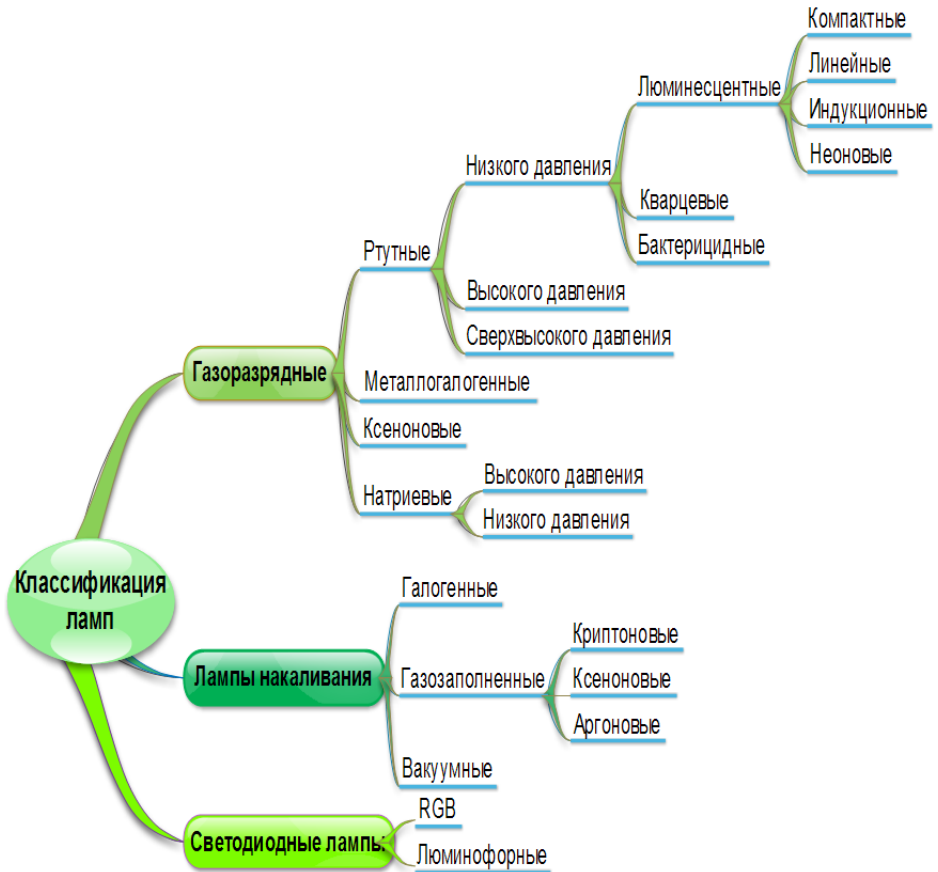 Компактные
Линейные
Люминесцентные
Индукционные
Неоновые
Низкого давления
Кварцевые
Бактерицидные
Ртутные
Высокого давления
Сверхвысокого давления
Газоразрядные
Металлогалогенные
Ксеноновые
Высокого давления
Натриевые
Низкого давления
Классификация
ламп
Галогенные
Криптоновые
Лампы накаливания
Газозаполненные
Ксеноновые
Аргоновые
Вакуумные
RGB
Светодиодные лампы
Люминофорные